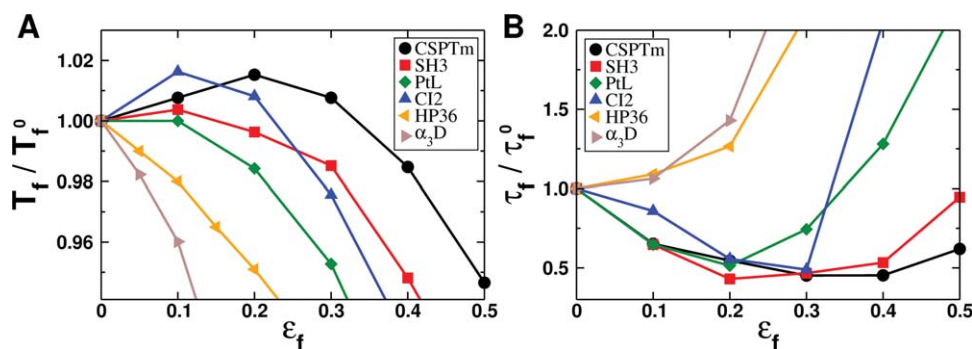 A
B
T_f / T_f^0
1.02
1.00
0.98
0.96
CSPTm
SH3
PtL
CI2
HP36
α₃D
0 0.1 0.2 0.3 0.4 0.5
ε_f
τ_f / τ_f^0
2.0
1.5
1.0
0.5
CSPTm
SH3
PtL
CI2
HP36
α₃D
0 0.1 0.2 0.3 0.4 0.5
ε_f